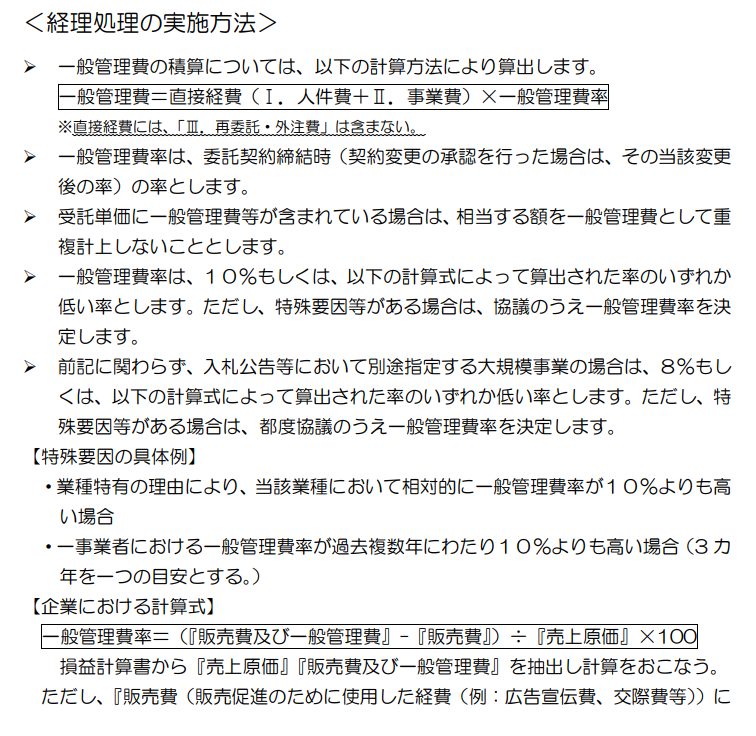 ＜経理処理の実施方法＞
➢ 一般管理費の積算については、以下の計算方法により算出します。
一般管理費＝直接経費（Ⅰ．人件費＋Ⅱ．事業費）×一般管理費率
※直接経費には、「Ⅲ．再委託・外注費」は含まない。
➢ 一般管理費率は、委託契約締結時（契約変更の承認を行った場合は、その当該変更
後の率）の率とします。
➢ 受託単価に一般管理費等が含まれている場合は、相当する額を一般管理費として重
複計上しないこととします。
➢ 一般管理費率は、１０％もしくは、以下の計算式によって算出された率のいずれか
低い率とします。ただし、特殊要因等がある場合は、協議のうえ一般管理費率を決
定します。
➢ 前記に関わらず、入札公告等において別途指定する大規模事業の場合は、８％もし
くは、以下の計算式によって算出された率のいずれか低い率とします。ただし、特
殊要因等がある場合は、都度協議のうえ一般管理費率を決定します。
【特殊要因の具体例】
・業種特有の理由により、当該業種において相対的に一般管理費率が１０％よりも高
い場合
・一事業者における一般管理費率が過去複数年にわたり１０％よりも高い場合（3 カ
年を一つの目安とする。）
【企業における計算式】
一般管理費率＝（『販売費及び一般管理費』-『販売費』）÷『売上原価』×100
損益計算書から『売上原価』『販売費及び一般管理費』を抽出し計算をおこなう。
ただし、『販売費（販売促進のために使用した経費（例：広告宣伝費、交際費等））に